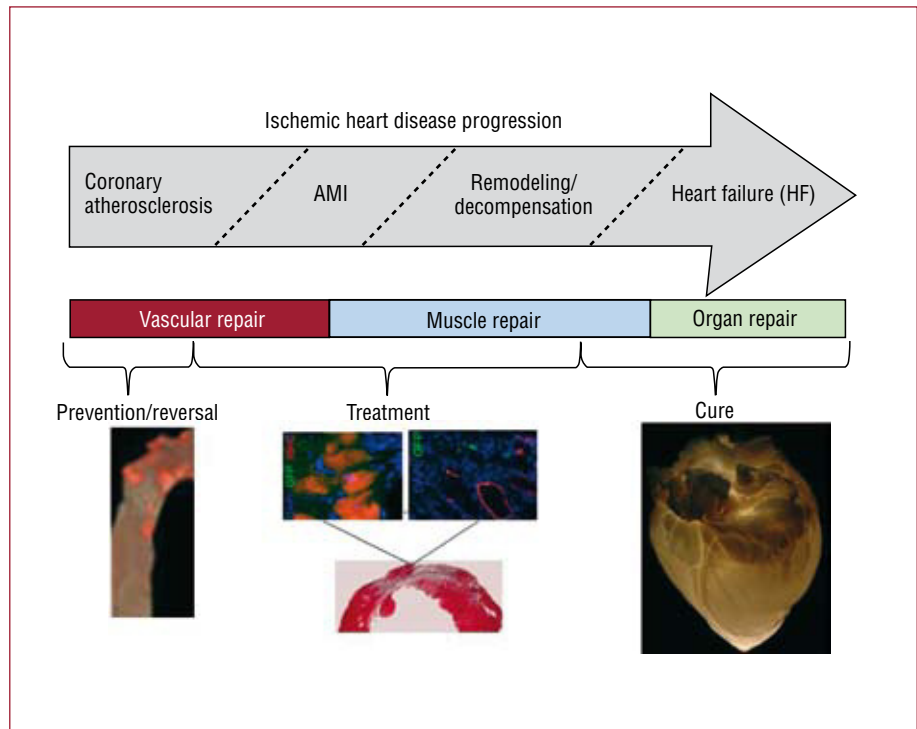 Ischemic heart disease progression
Coronary
atherosclerosis
AMI
Remodeling/
decompensation
Heart failure (HF)
Vascular repair
Muscle repair
Organ repair
Prevention/reversal
Treatment
Cure
GFP